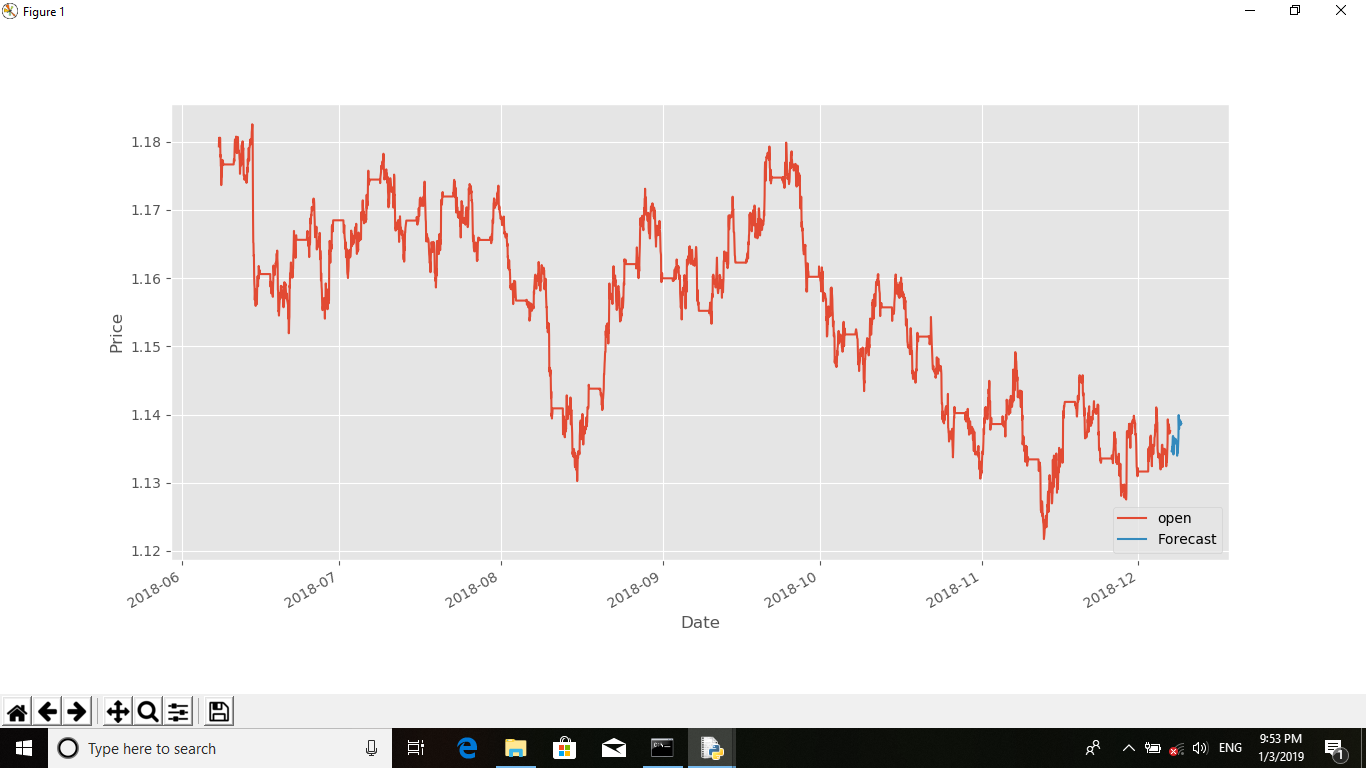 Figure 1
1.18
1.17
1.16
1.15
1.14
1.13
1.12
Price
open
Forecast
2018-06
2018-07
2018-08
2018-09
2018-10
2018-11
2018-12
Date
Type here to search
ENG
9:53 PM
1/3/2019
1